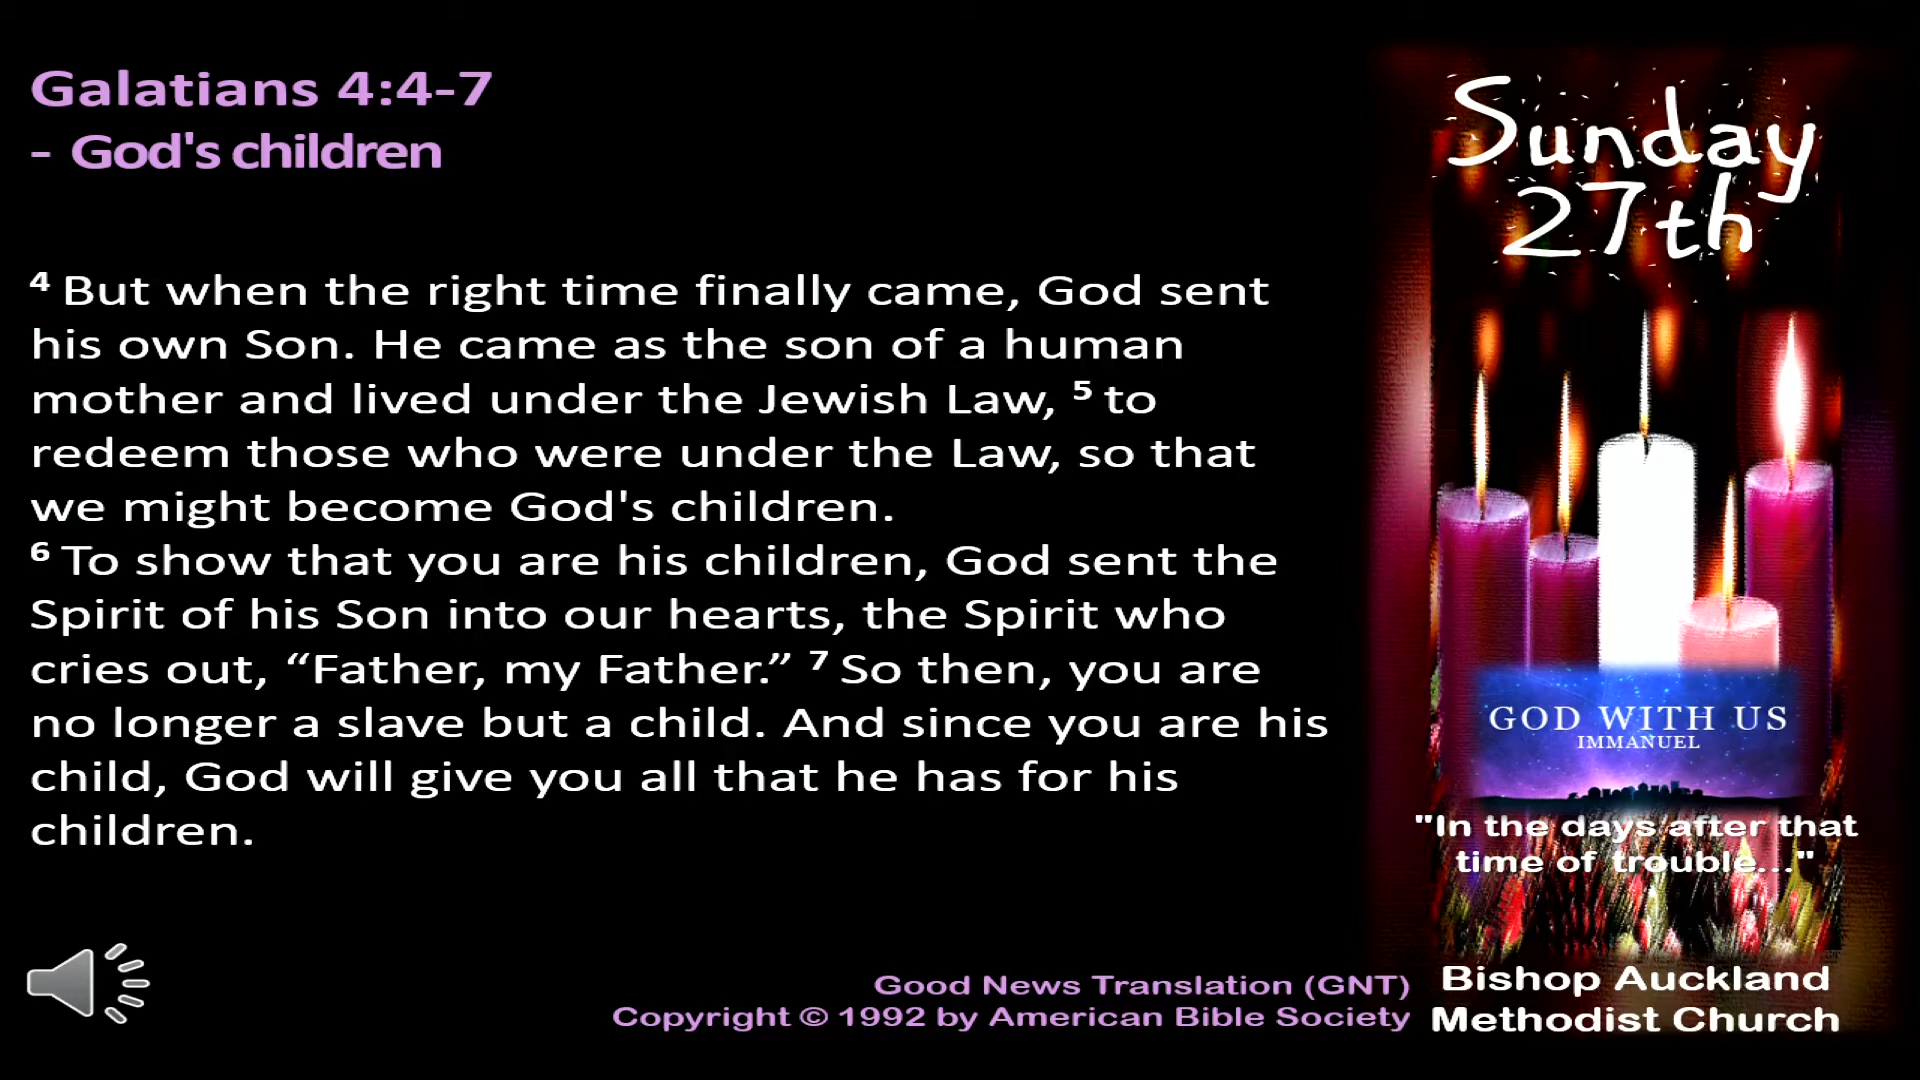 Galatians 4:4-7
- God's children
⁴ But when the right time finally came, God sent
his own Son. He came as the son of a human
mother and lived under the Jewish Law, ⁵ to
redeem those who were under the Law, so that
we might become God's children.
⁶ To show that you are his children, God sent the
Spirit of his Son into our hearts, the Spirit who
cries out, “Father, my Father.” ⁷ So then, you are
no longer a slave but a child. And since you are his
child, God will give you all that he has for his
children.
Good News Translation (GNT)
Copyright © 1992 by American Bible Society
Sunday
27th
GOD WITH US
IMMANUEL
"In the days after that
time of trouble..."
Bishop Auckland
Methodist Church